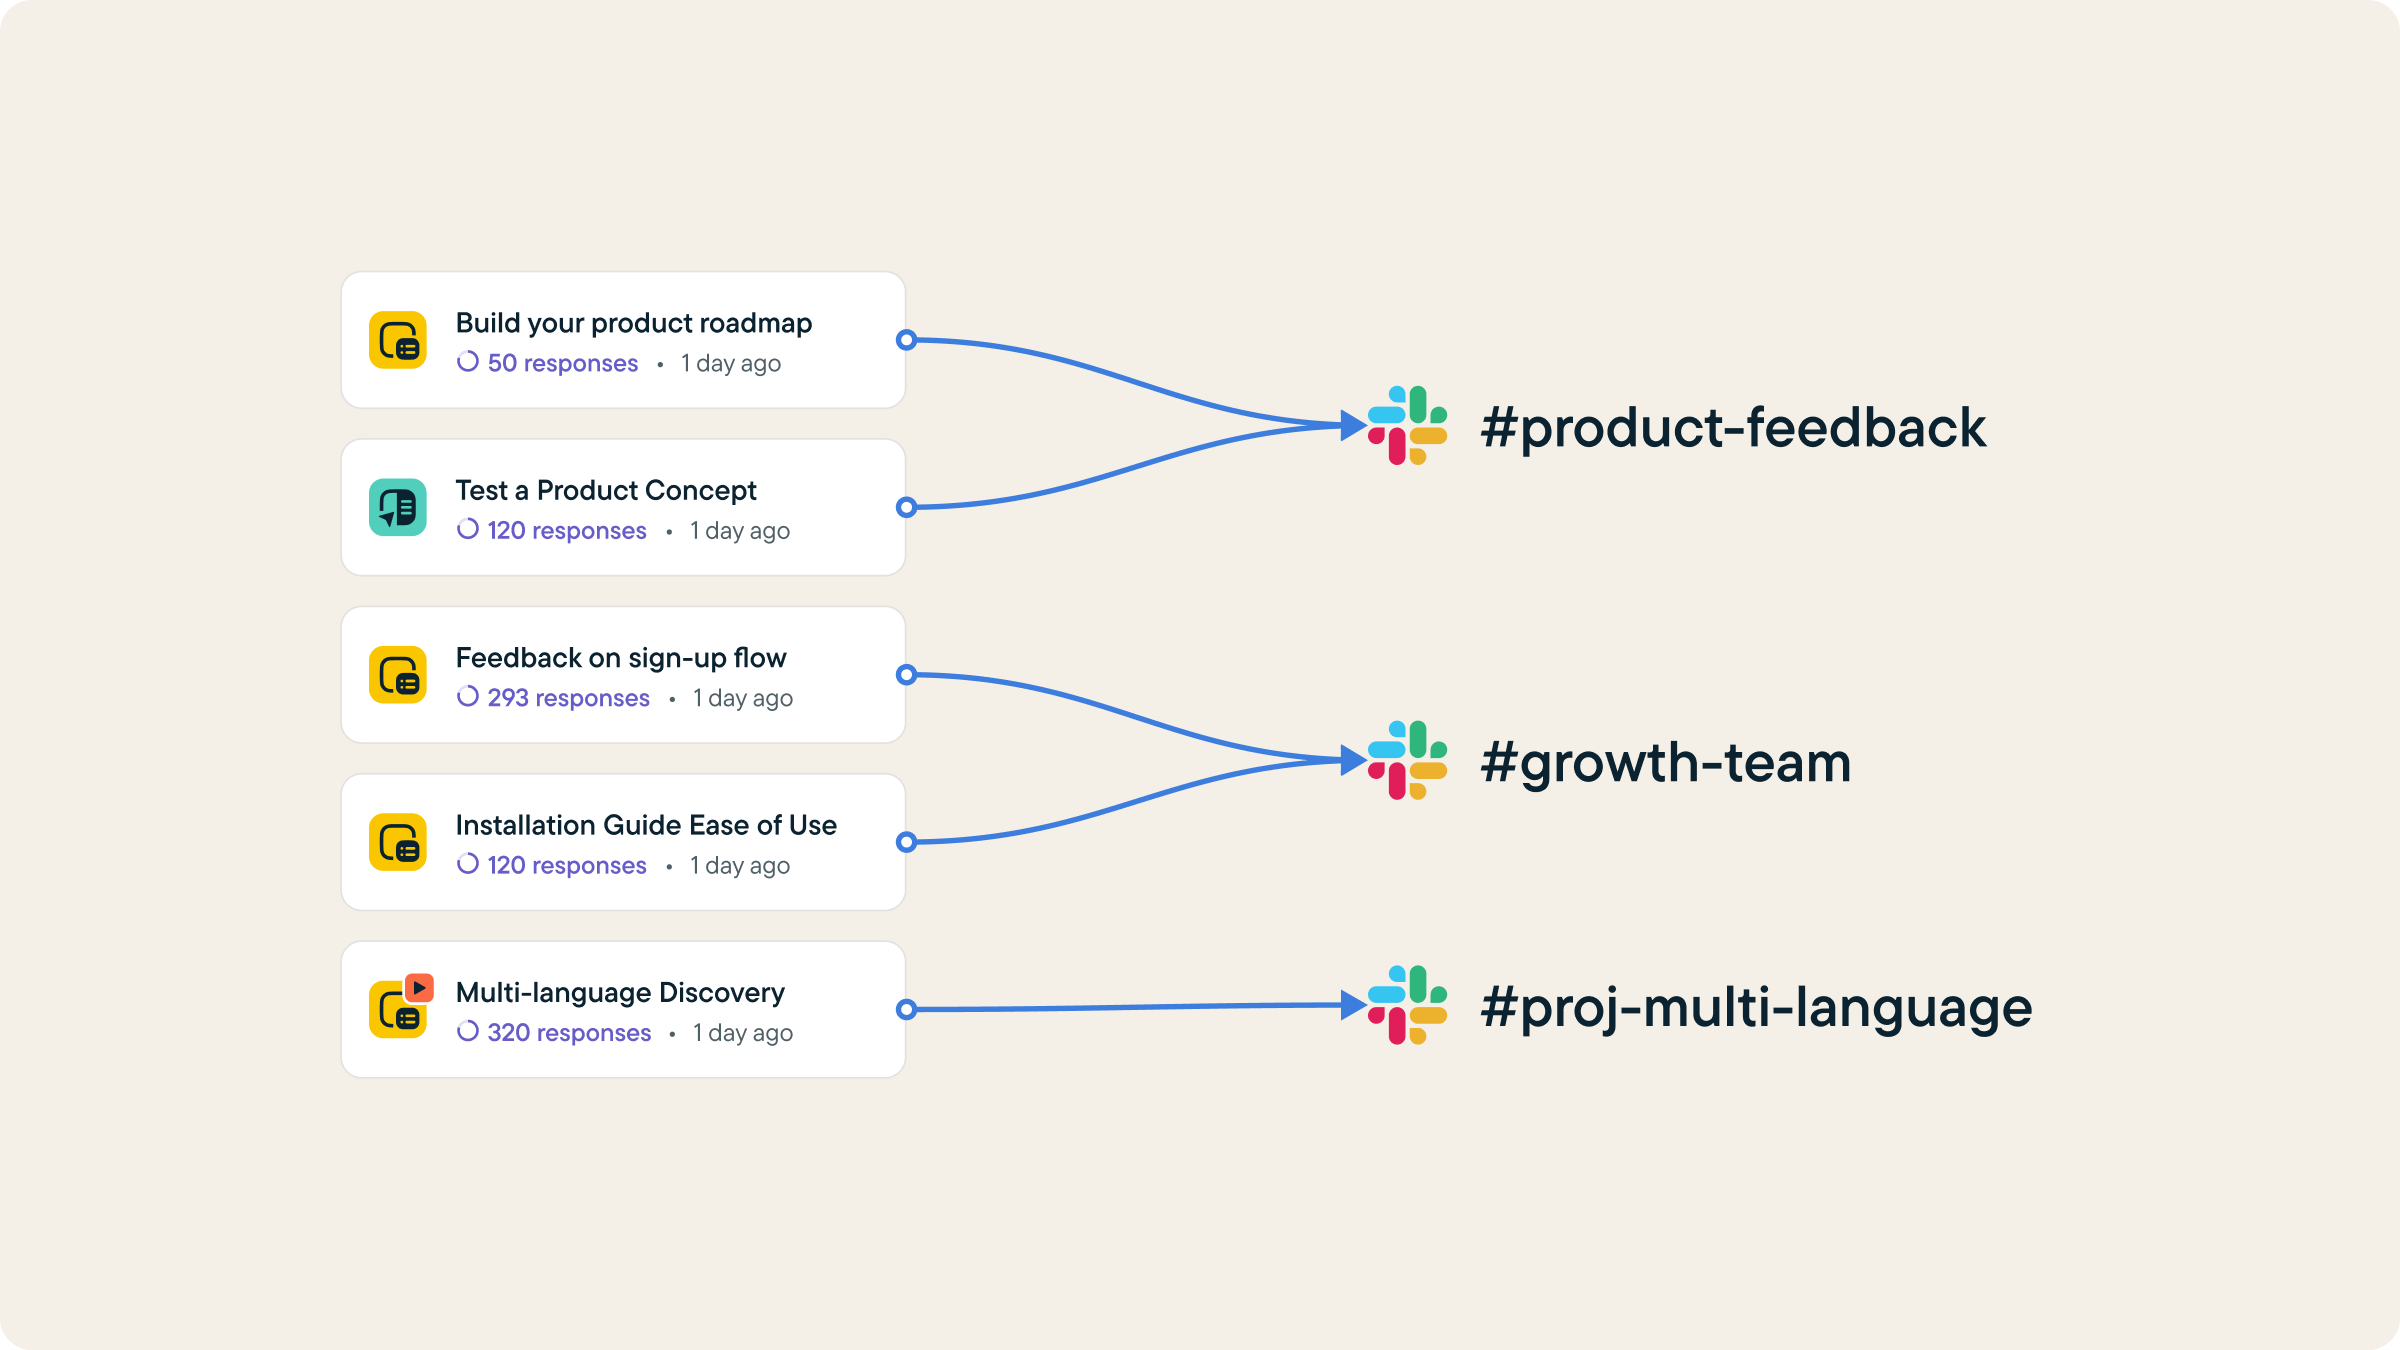 Build your product roadmap
50 responses • 1 day ago
Test a Product Concept
120 responses • 1 day ago
#product-feedback
Feedback on sign-up flow
293 responses • 1 day ago
Installation Guide Ease of Use
120 responses • 1 day ago
#growth-team
Multi-language Discovery
320 responses • 1 day ago
#proj-multi-language